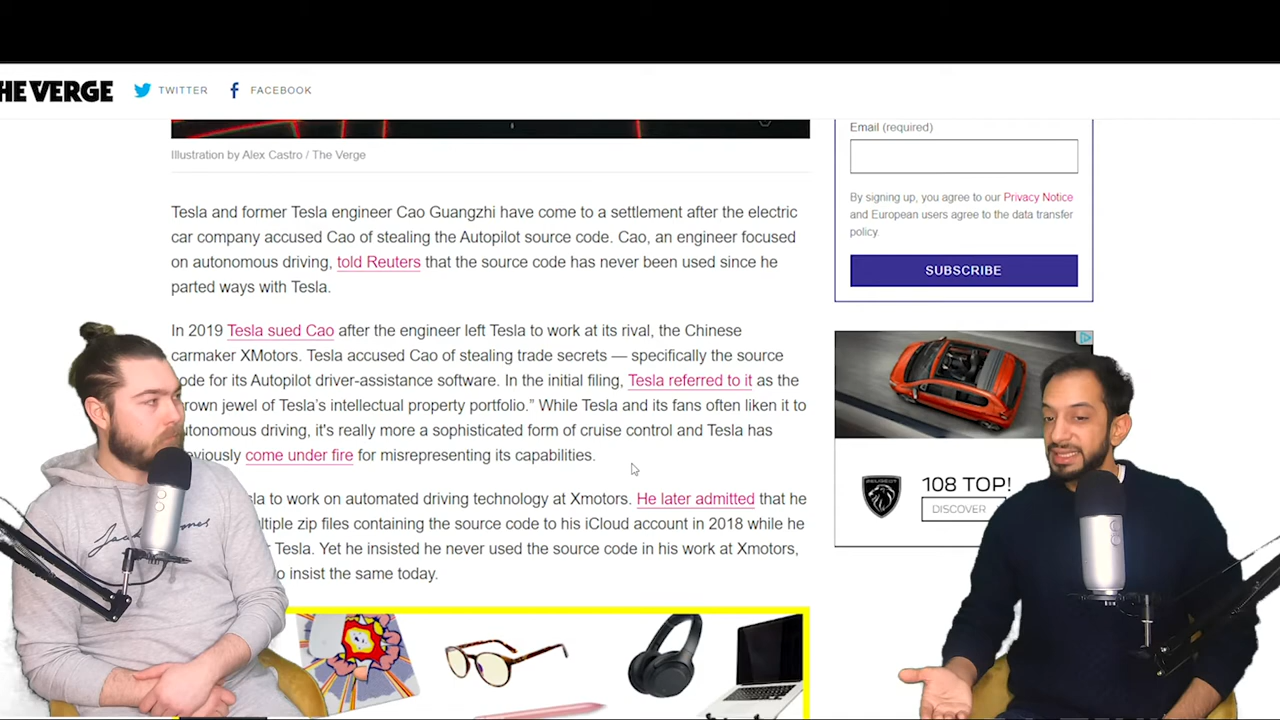 HE VERGE TWITTER FACEBOOK
Illustration by Alex Castro / The Verge
Tesla and former Tesla engineer Cao Guangzhi have come to a settlement after the electric
car company accused Cao of stealing the Autopilot source code. Cao, an engineer focused
on autonomous driving, told Reuters that the source code has never been used since he
parted ways with Tesla.
In 2019 Tesla sued Cao after the engineer left Tesla to work at its rival, the Chinese
carmaker XMotors. Tesla accused Cao of stealing trade secrets — specifically the source
ode for its Autopilot driver-assistance software. In the initial filing, Tesla referred to it as the
rown jewel of Tesla's intellectual property portfolio." While Tesla and its fans often liken it to
utonomous driving, it's really more a sophisticated form of cruise control and Tesla has
eviously come under fire for misrepresenting its capabilities.
sla to work on automated driving technology at Xmotors. He later admitted that he
ltiple zip files containing the source code to his iCloud account in 2018 while he
Tesla. Yet he insisted he never used the source code in his work at Xmotors,
o insist the same today.
Email (required)
By signing up, you agree to our Privacy Notice
and European users agree to the data transfer
policy.
SUBSCRIBE
PEUGEOT
108 TOP!
DISCOVER